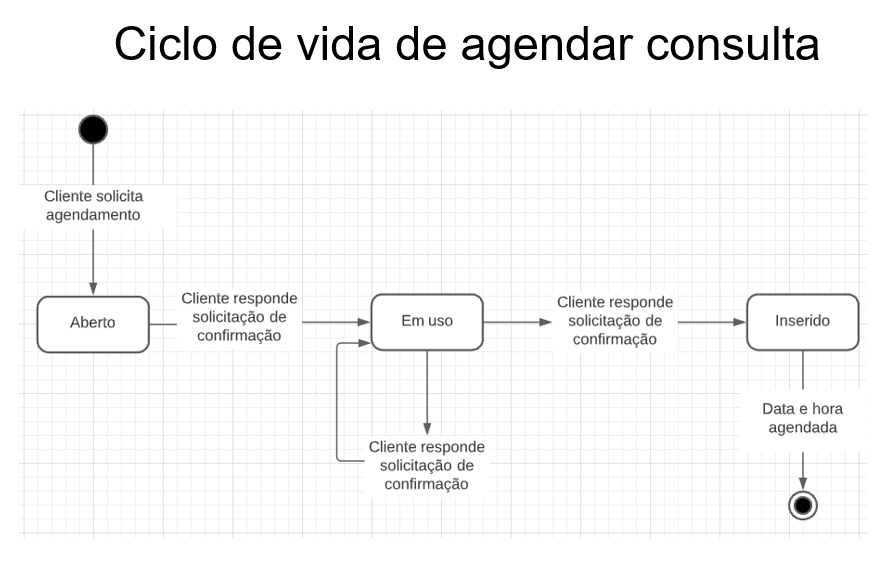 Ciclo de vida de agendar consulta
Cliente solicita
agendamento
Aberto
Cliente responde
solicitação de
confirmação
Em uso
Cliente responde
solicitação de
confirmação
Inserido
Cliente responde
solicitação de
confirmação
Data e hora
agendada